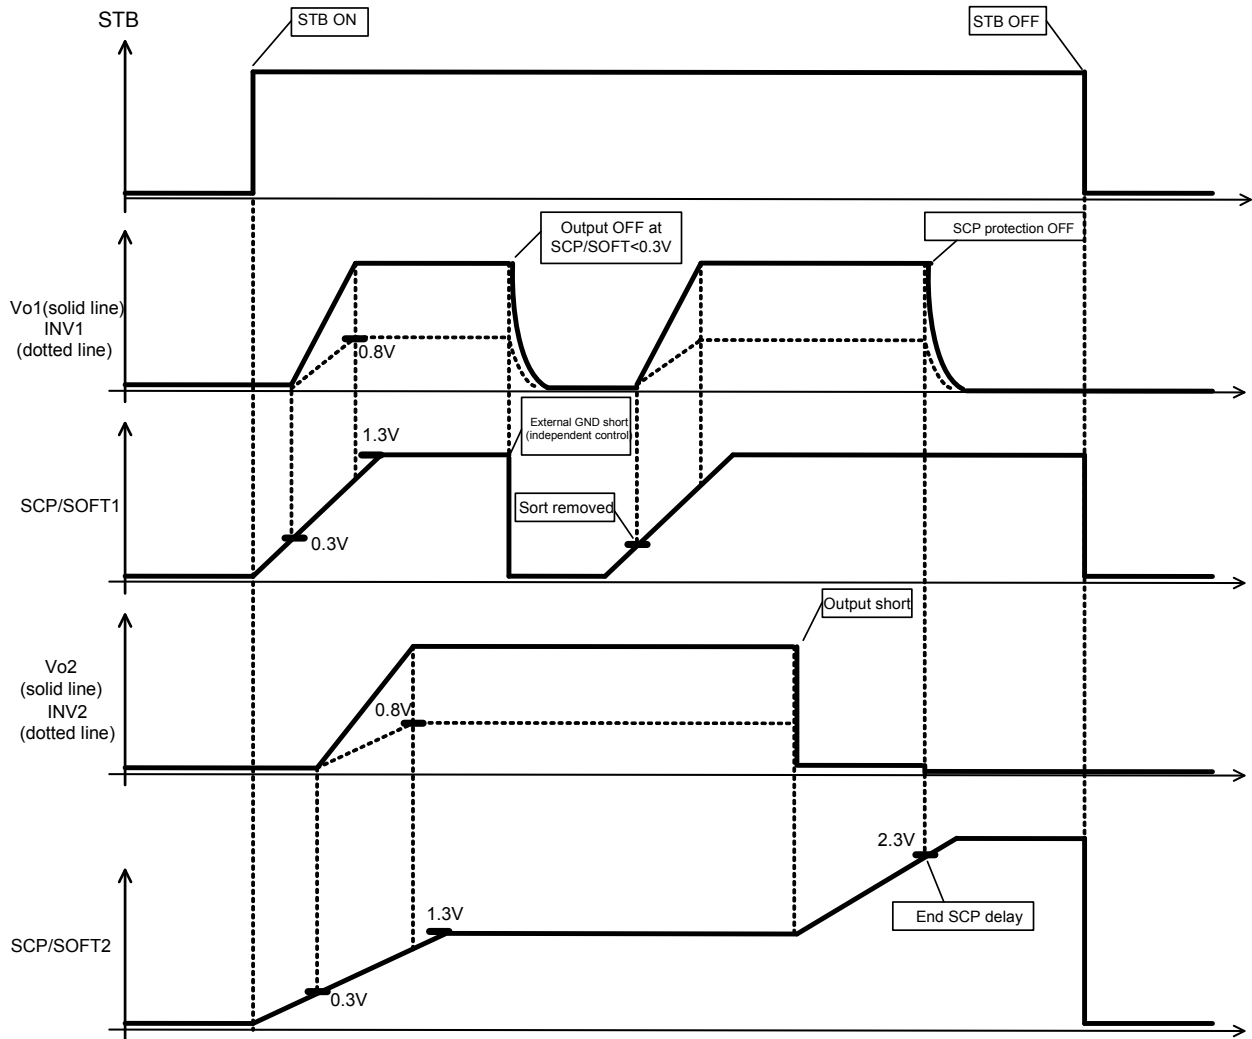 STB
STB ON
STB OFF
Output OFF at
SCP/SOFT<0.3V
SCP protection OFF
Vo1(solid line)
INV1
(dotted line)
0.8V
External GND short
(independent control)
1.3V
SCP/SOFT1
Sort removed
0.3V
Output short
Vo2
(solid line)
INV2
(dotted line)
0.8V
2.3V
1.3V
End SCP delay
SCP/SOFT2
0.3V